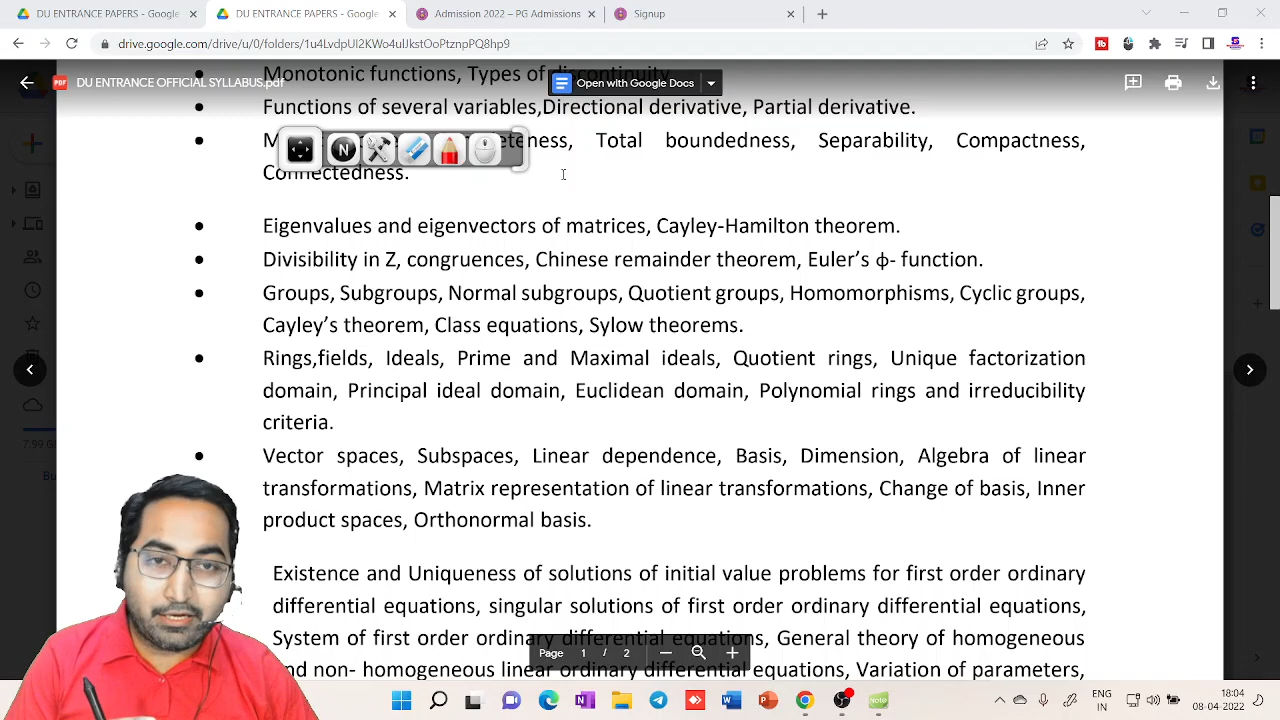 DU ENTRANCE PAPERS - Google
DU ENTRANCE PAPERS - Google
Admission 2022 – PG Admissions
Signup
drive.google.com/drive/u/0/folders/1u4LvdpUI2KWo4dUkstOoPtznpPQ8hp9
Monotonic functions, Types of discontinuity
PDF
DU ENTRANCE OFFICIAL SYLLABUS.pdf
Open with Google Docs
Functions of several variables,Directional derivative, Partial derivative.
Total boundedness, Separability, Compactness,
Connectedness.
Eigenvalues and eigenvectors of matrices, Cayley-Hamilton theorem.
Divisibility in Z, congruences, Chinese remainder theorem, Euler's ϕ- function.
Groups, Subgroups, Normal subgroups, Quotient groups, Homomorphisms, Cyclic groups,
Cayley's theorem, Class equations, Sylow theorems.
Rings,fields, Ideals, Prime and Maximal ideals, Quotient rings, Unique factorization
domain, Principal ideal domain, Euclidean domain, Polynomial rings and irreducibility
criteria.
7.99 G
Vector spaces, Subspaces, Linear dependence, Basis, Dimension, Algebra of linear
Bu
transformations, Matrix representation of linear transformations, Change of basis, Inner
product spaces, Orthonormal basis.
Existence and Uniqueness of solutions of initial value problems for first order ordinary
differential equations, singular solutions of first order ordinary differential equations,
System of first order ordinary differential equations, General theory of homogeneous
and non- homogeneous linear ordinary differential equations, Variation of parameters,
Page 1 / 2
ENG
IN
18:04
08-04-2022